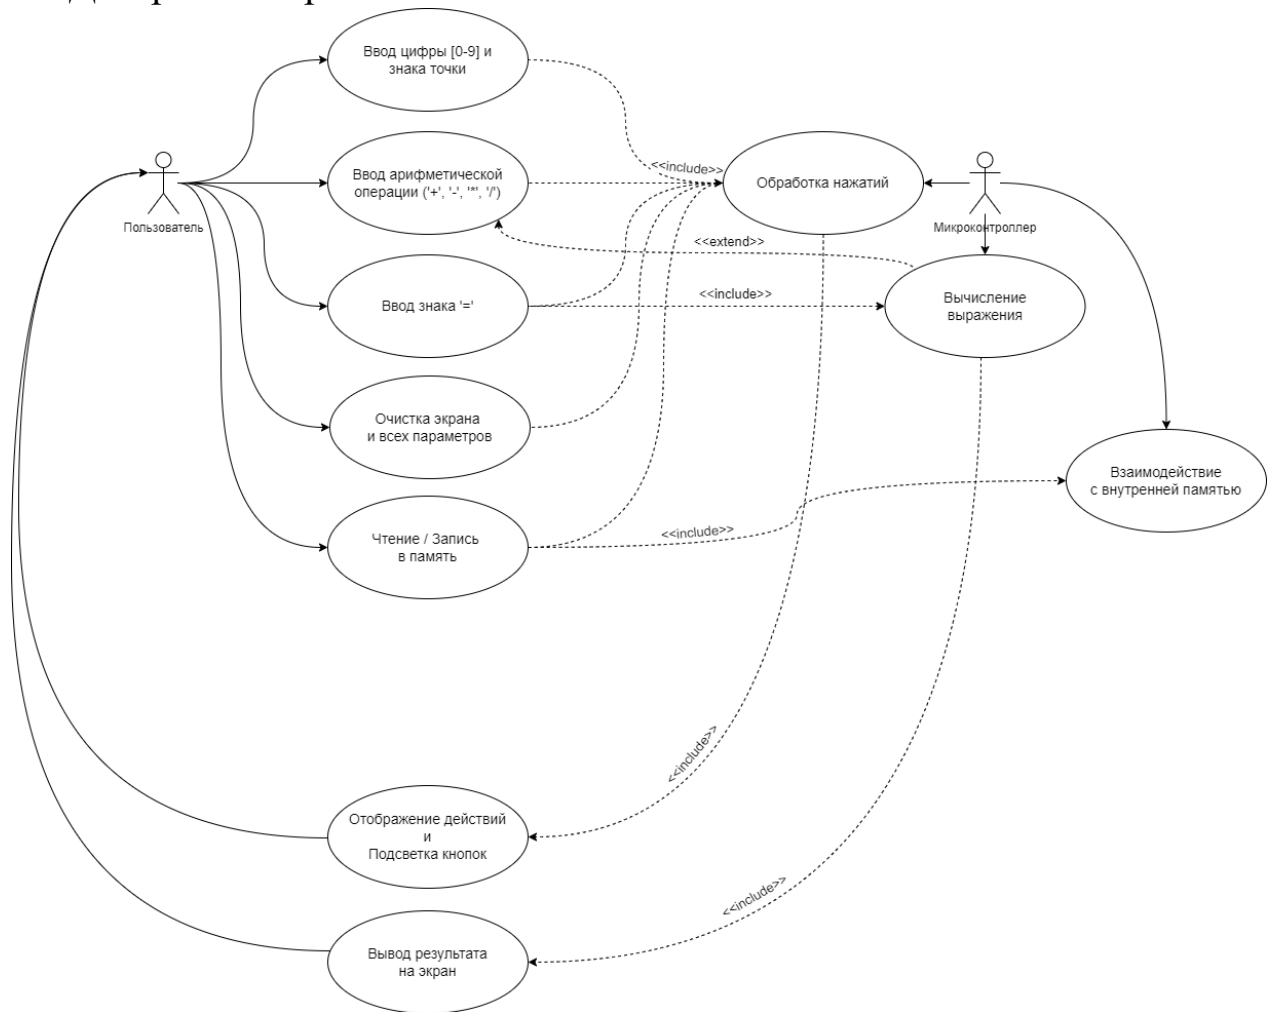 Ввод цифры [0-9] и
знака точки
Ввод арифметической
операции ('+', '-', '*', '/')
<<include>>
Обработка нажатий
Пользователь
Микроконтроллер
<<extend>>
Ввод знака '='
<<include>>
Вычисление
выражения
Очистка экрана
и всех параметров
Взаимодействие
с внутренней памятью
Чтение / Запись
в память
<<include>>
<<include>>
Отображение действий
и
Подсветка кнопок
<<include>>
Вывод результата
на экран